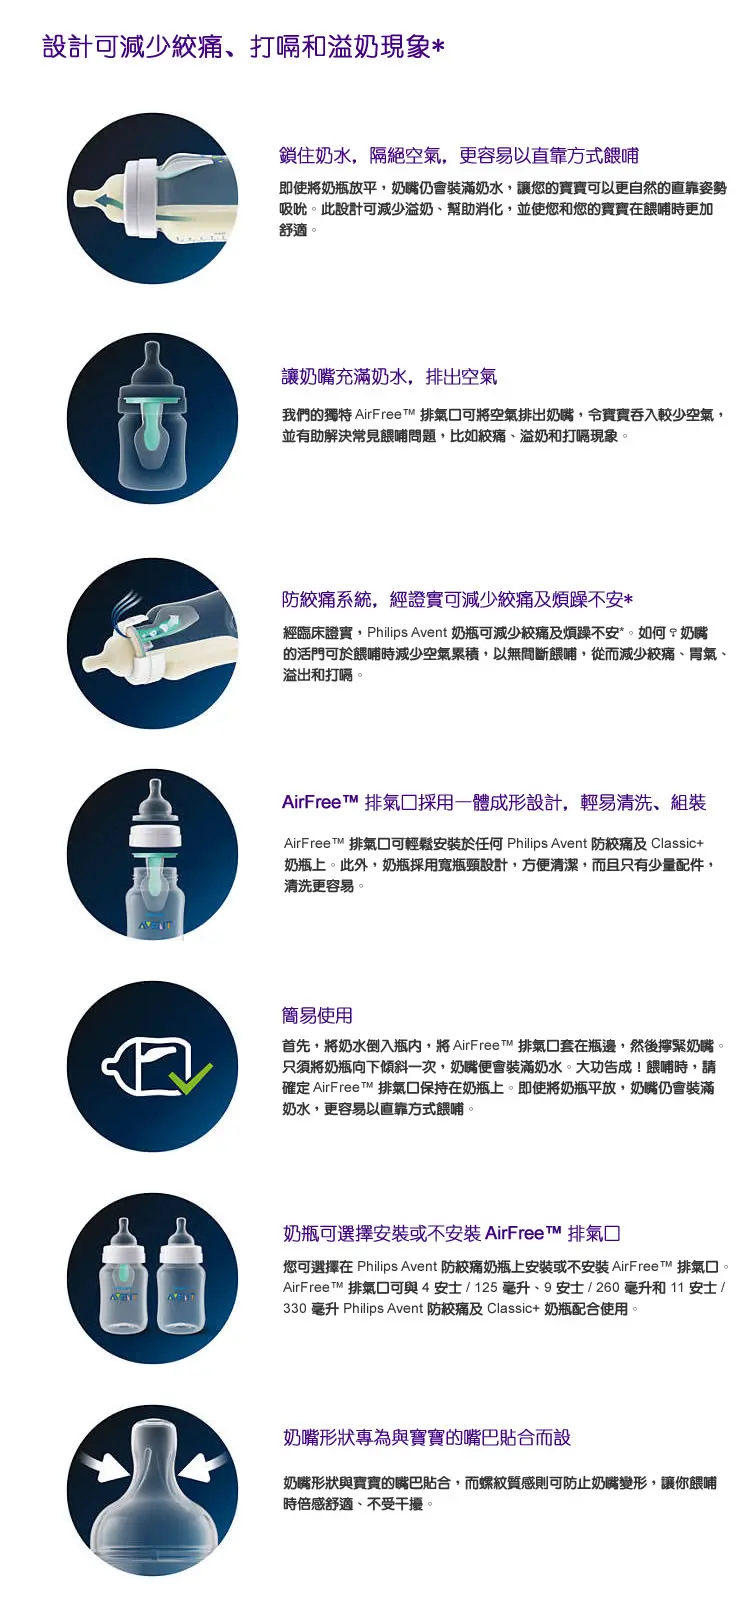 設計可減少絞痛、打嗝和溢奶現象*
鎖住奶水，隔絕空氣，更容易以直靠方式餵哺
即使將奶瓶放平，奶嘴仍會裝滿奶水，讓您的寶寶可以更自然的直靠姿勢
吸吮。此設計可減少溢奶、幫助消化，並使您和您的寶寶在餵哺時更加
舒適。
讓奶嘴充滿奶水，排出空氣
我們的獨特 AirFree™ 排氣口可將空氣排出奶嘴，令寶寶吞入較少空氣，
並有助解決常見餵哺問題，比如絞痛、溢奶和打嗝現象。
防絞痛系統，經證實可減少絞痛及煩躁不安*
經臨床證實，Philips Avent 奶瓶可減少絞痛及煩躁不安*。如何？奶嘴
的活門可於餵哺時減少空氣累積，以無間斷餵哺，從而減少絞痛、胃氣、
溢出和打嗝。
AirFree™ 排氣口採用一體成形設計，輕易清洗、組裝
AirFree™ 排氣口可輕鬆安裝於任何 Philips Avent 防絞痛及 Classic+
奶瓶上。此外，奶瓶採用寬瓶頸設計，方便清潔，而且只有少量配件，
清洗更容易。
AVENT
簡易使用
首先，將奶水倒入瓶內，將 AirFree™ 排氣口套在瓶邊，然後擰緊奶嘴。
只須將奶瓶向下傾斜一次，奶嘴便會裝滿奶水。大功告成！餵哺時，請
確定 AirFree™ 排氣口保持在奶瓶上。即使將奶瓶平放，奶嘴仍會裝滿
奶水，更容易以直靠方式餵哺。
奶瓶可選擇安裝或不安裝 AirFree™ 排氣口
您可選擇在 Philips Avent 防絞痛奶瓶上安裝或不安裝 AirFree™ 排氣口。
AirFree™ 排氣口可與 4 安士 / 125 毫升、9 安士 / 260 毫升和 11 安士 /
330 毫升 Philips Avent 防絞痛及 Classic+ 奶瓶配合使用。
AVENT AVENT
奶嘴形狀專為與寶寶的嘴巴貼合而設
奶嘴形狀與寶寶的嘴巴貼合，而螺紋質感則可防止奶嘴變形，讓你餵哺
時倍感舒適、不受干擾。